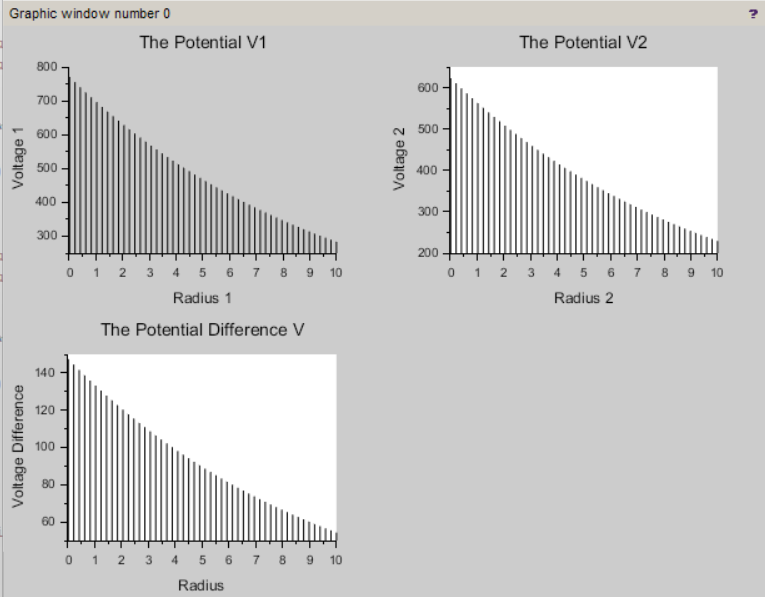 Graphic window number 0 ?
The Potential V1
Voltage 1
800
700
600
500
400
300
0 1 2 3 4 5 6 7 8 9 10
Radius 1
The Potential V2
Voltage 2
600
500
400
300
200
0 1 2 3 4 5 6 7 8 9 10
Radius 2
The Potential Difference V
Voltage Difference
140
120
100
80
60
0 1 2 3 4 5 6 7 8 9 10
Radius